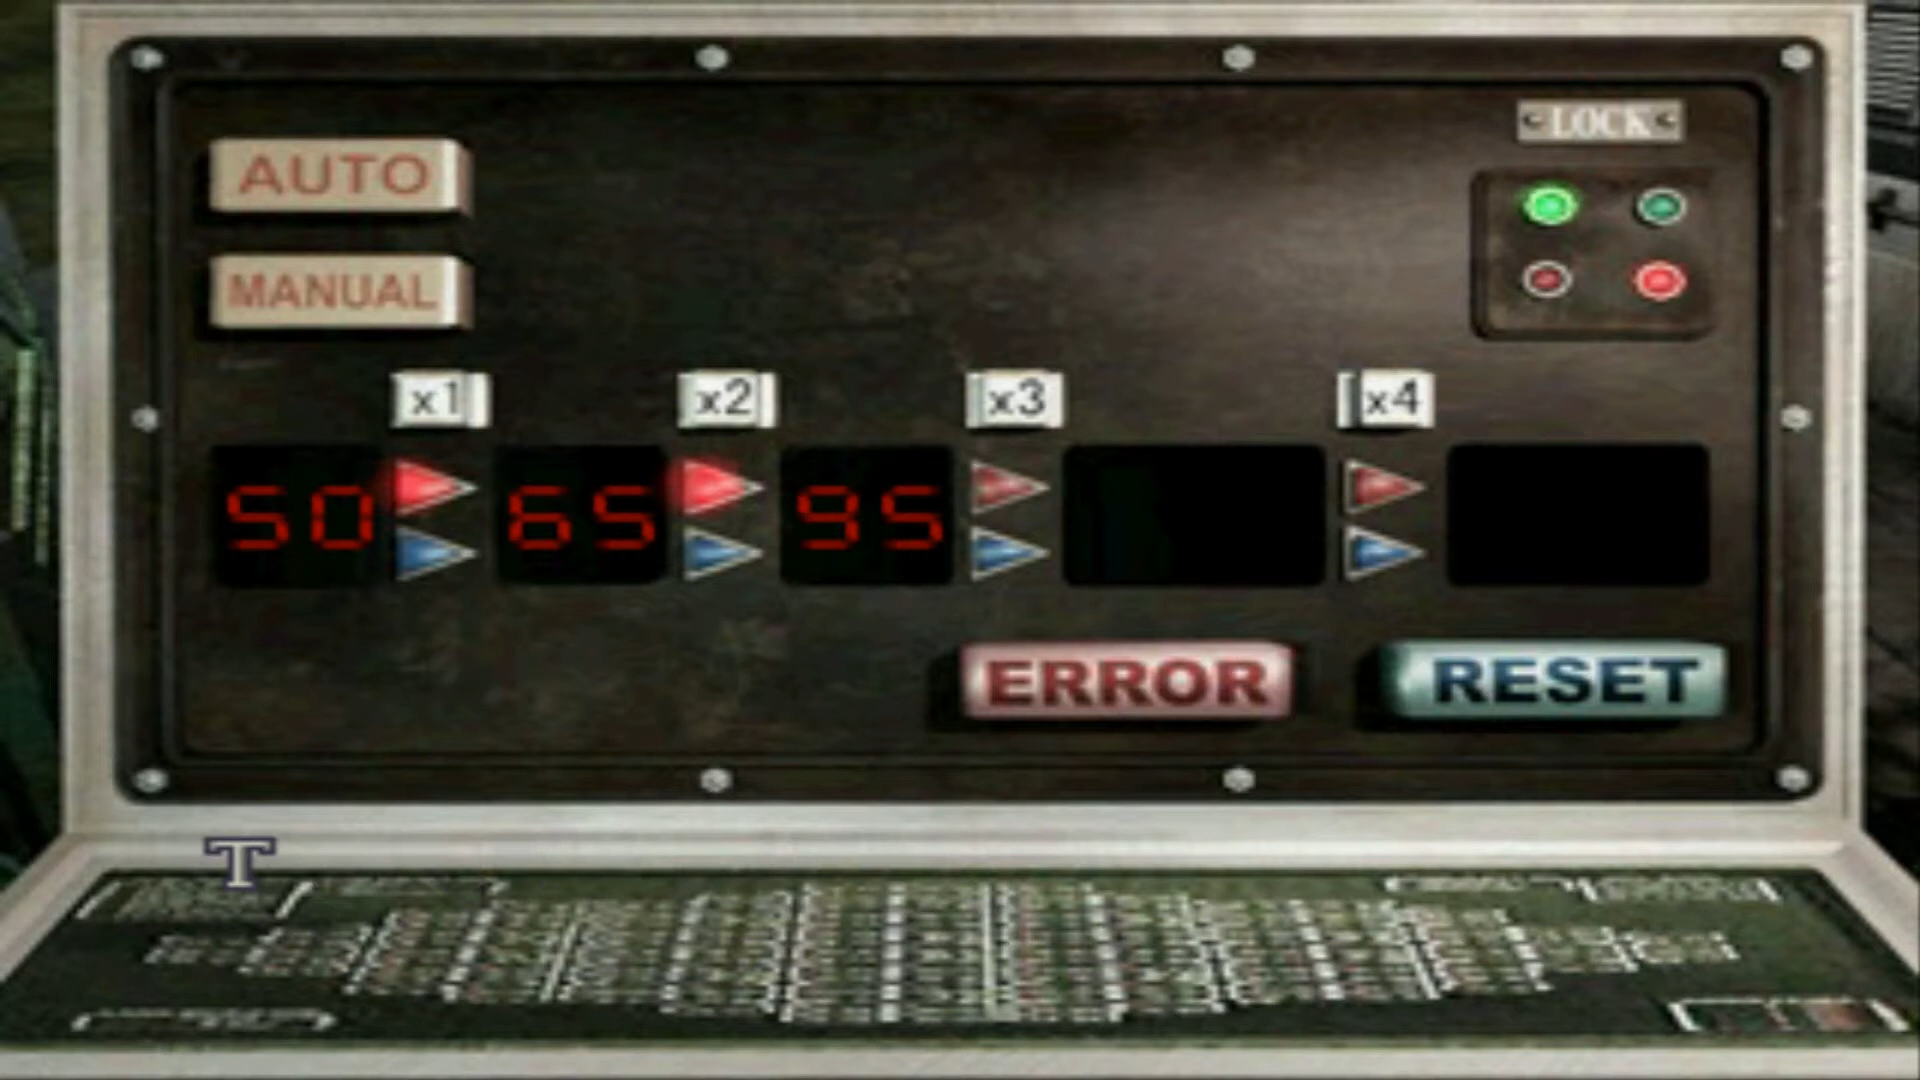 LOCK
AUTO
MANUAL
x1 x2 x3 x4
50 65 95
ERROR RESET
T